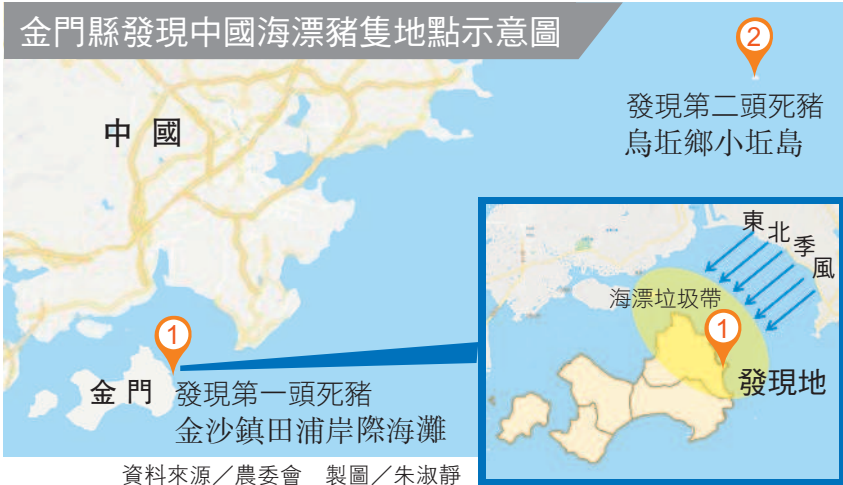 金門縣發現中國海漂豬隻地點示意圖
2
發現第二頭死豬
烏坵鄉小坵島
中國
1
金門
發現第一頭死豬
金沙鎮田浦岸際海灘
東北季風
海漂垃圾帶
1
發現地
資料來源／農委會 製圖／朱淑靜